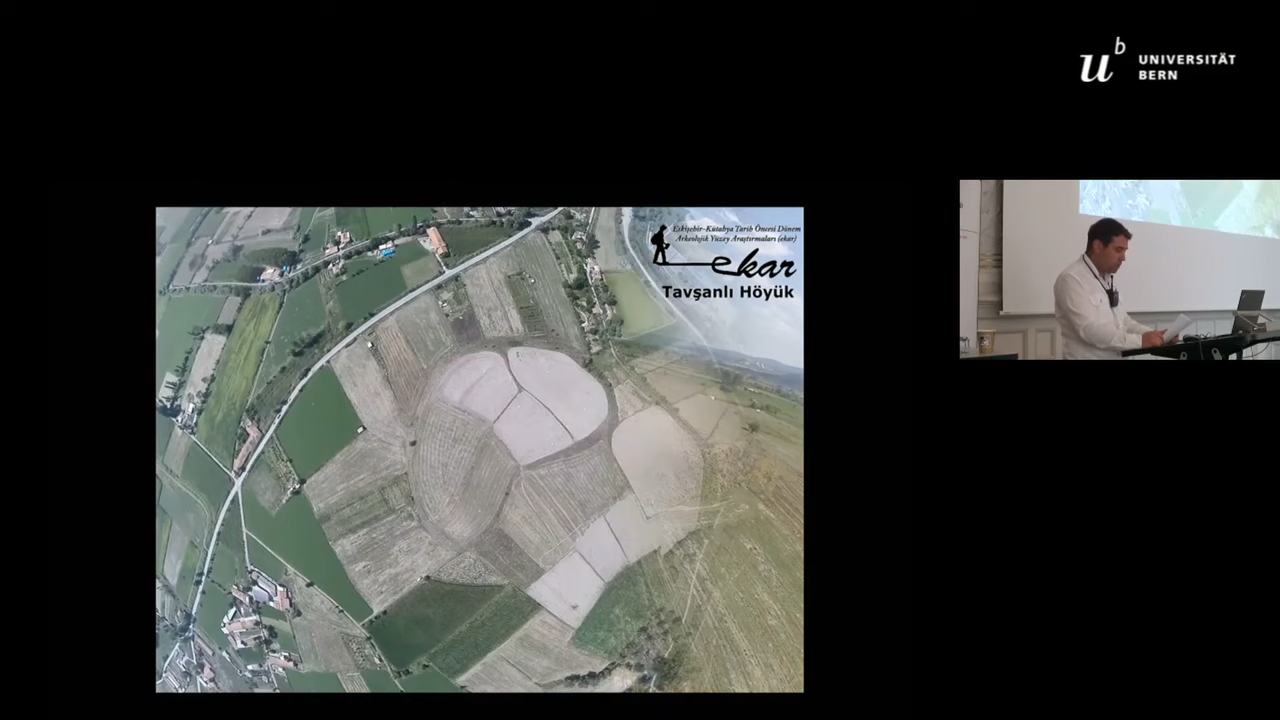 u^b UNIVERSITÄT
BERN
Eskişehir-Kütahya Tarih Öncesi Dönem
Arkeolojik Yüzey Araştırmaları (ekar)
ekar
Tavşanlı Höyük